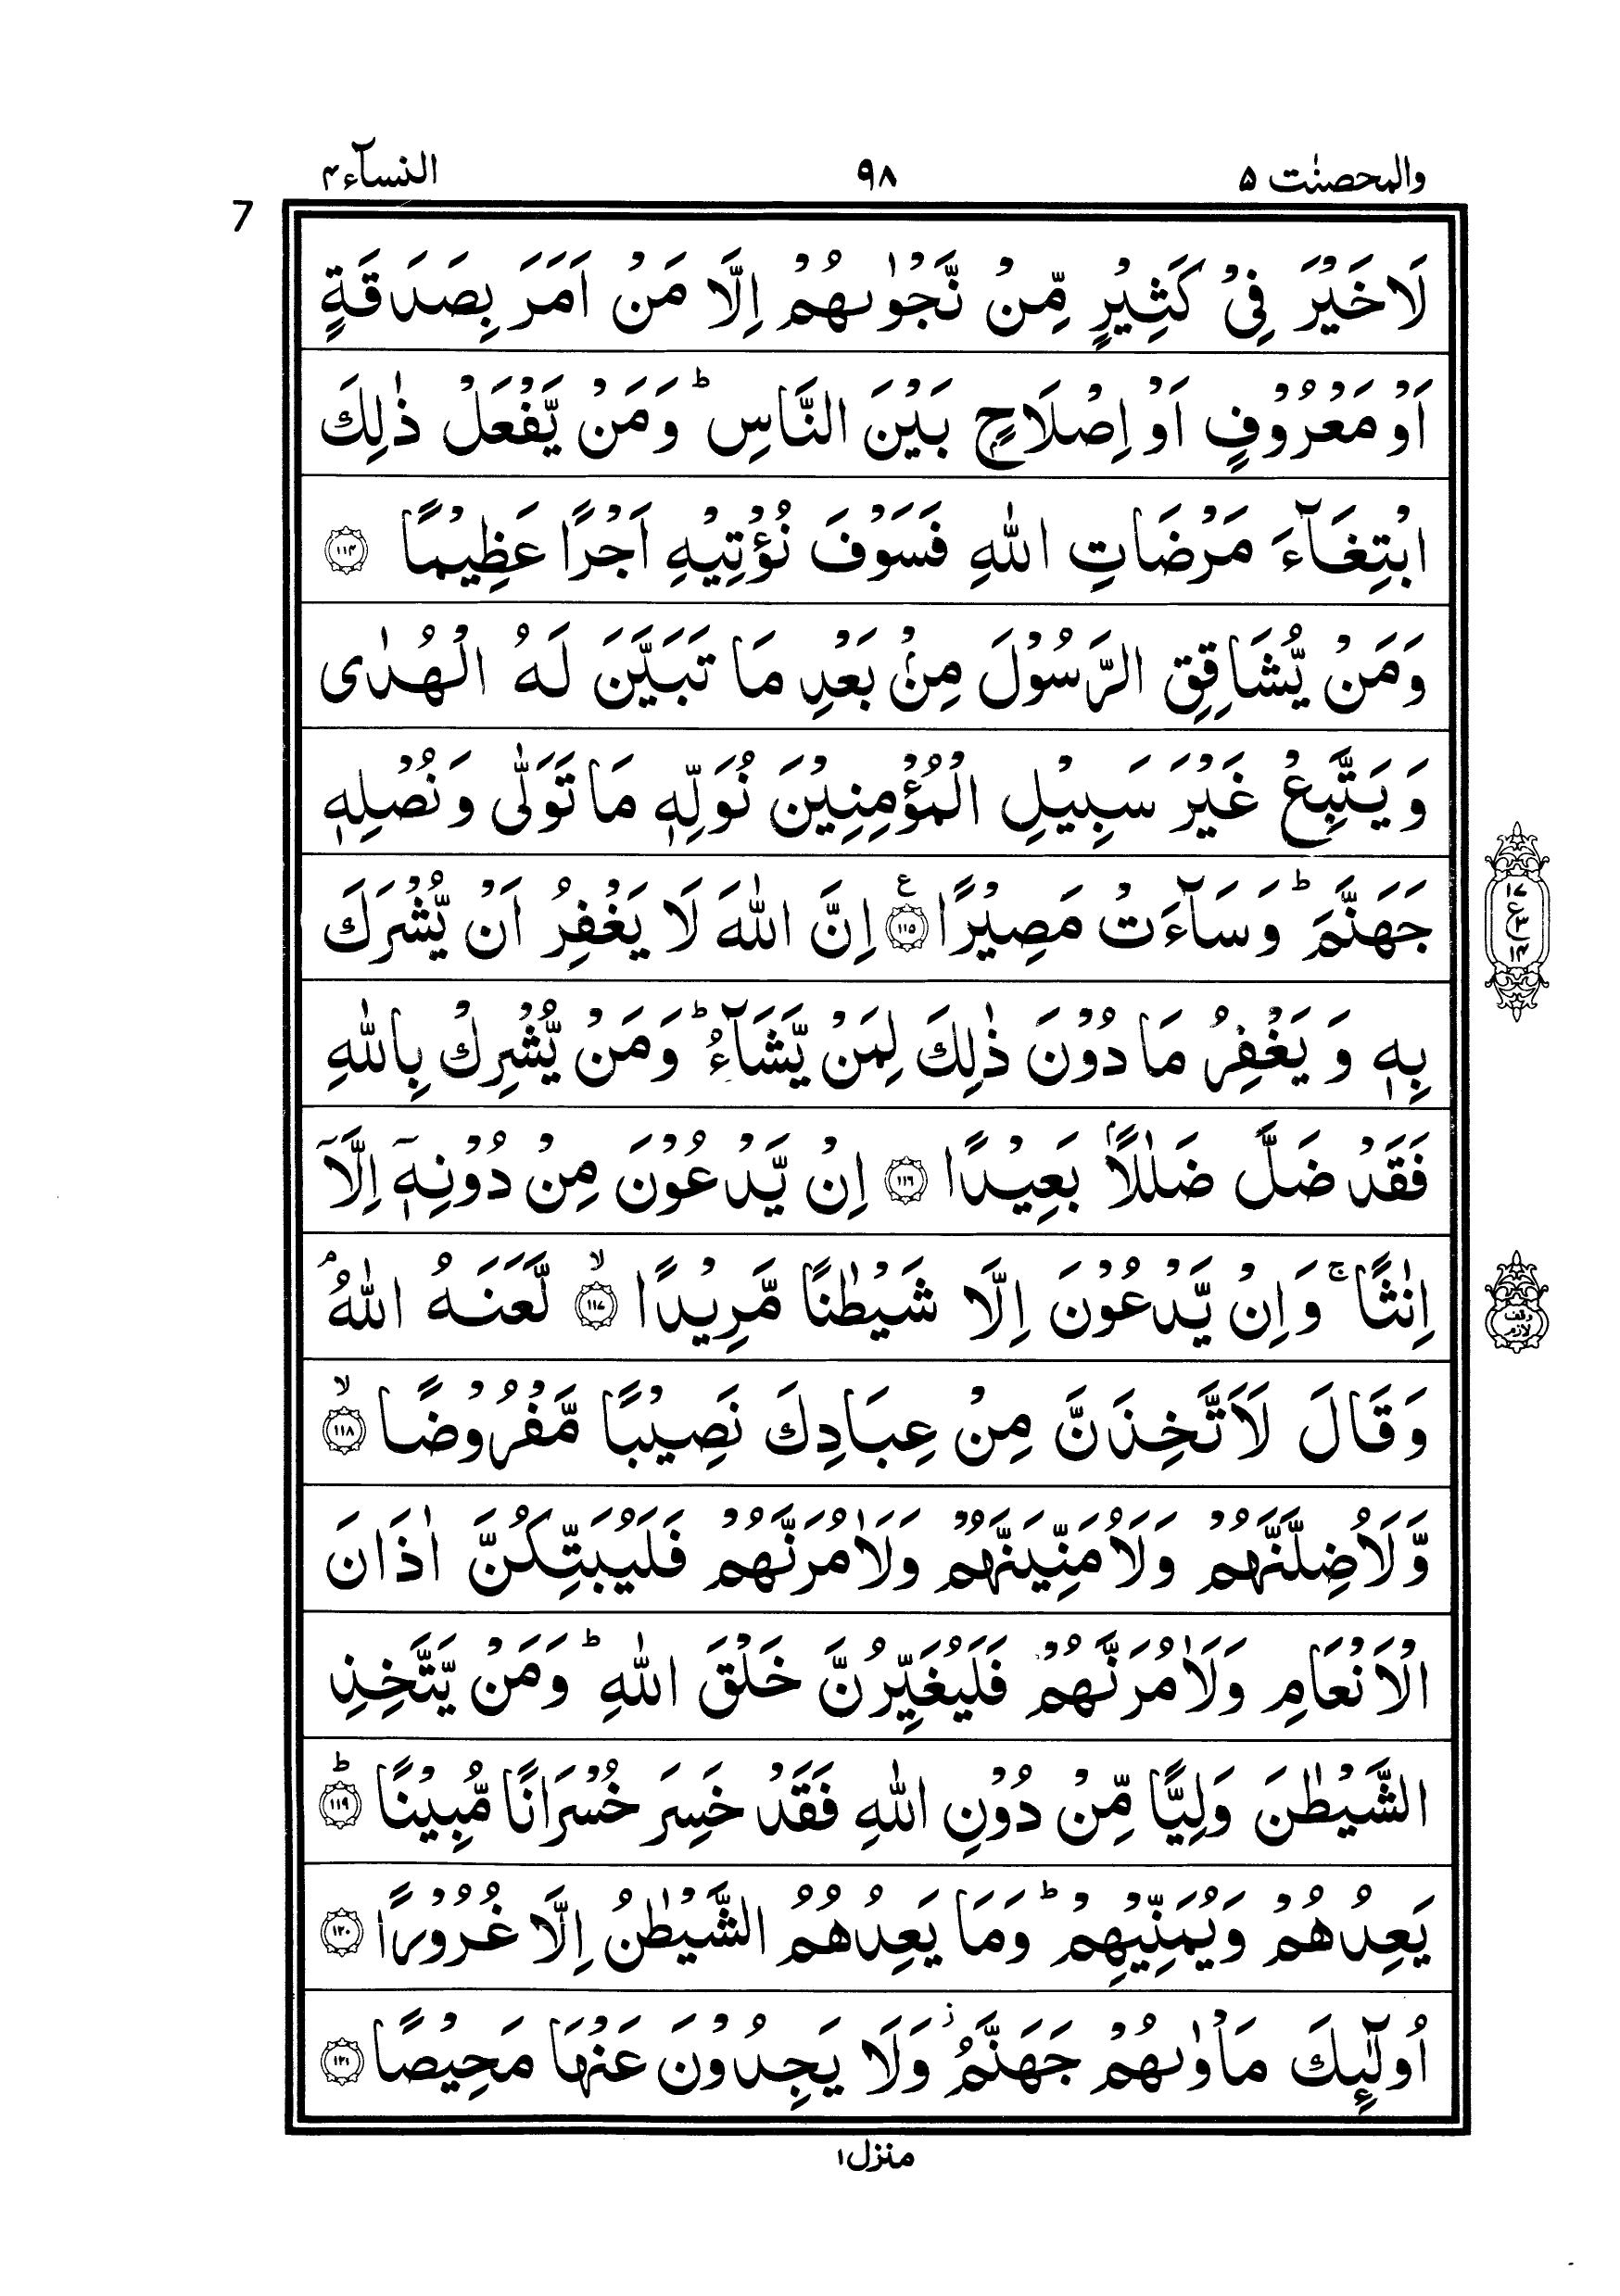 والمحصنٰت ۵ ۹۸ النسآء ۴
7
لَا خَیْرَ فِیْ كَثِیْرٍ مِّنْ نَّجْوٰىهُمْ اِلَّا مَنْ اَمَرَ بِصَدَقَةٍ
اَوْ مَعْرُوْفٍ اَوْ اِصْلَاحٍۭ بَیْنَ النَّاسِ ؕ وَمَنْ یَّفْعَلْ ذٰلِكَ
ابْتِغَآءَ مَرْضَاتِ اللّٰهِ فَسَوْفَ نُؤْتِیْهِ اَجْرًا عَظِیْمًا ۝۱۱۴
وَمَنْ یُّشَاقِقِ الرَّسُوْلَ مِنْۢ بَعْدِ مَا تَبَیَّنَ لَهُ الْهُدٰى
وَیَتَّبِعْ غَیْرَ سَبِیْلِ الْمُؤْمِنِیْنَ نُوَلِّهٖ مَا تَوَلّٰى وَنُصْلِهٖ
جَهَنَّمَ ؕ وَسَآءَتْ مَصِیْرًا ۝۱۱۵ ع اِنَّ اللّٰهَ لَا یَغْفِرُ اَنْ یُّشْرَكَ
بِهٖ وَیَغْفِرُ مَا دُوْنَ ذٰلِكَ لِمَنْ یَّشَآءُ ؕ وَمَنْ یُّشْرِكْ بِاللّٰهِ
فَقَدْ ضَلَّ ضَلٰلًاۢ بَعِیْدًا ۝۱۱۶ اِنْ یَّدْعُوْنَ مِنْ دُوْنِهٖۤ اِلَّاۤ
اِنٰثًا ۚ وَاِنْ یَّدْعُوْنَ اِلَّا شَیْطٰنًا مَّرِیْدًا ۝۱۱۷ ۙ لَّعَنَهُ اللّٰهُ ۘ
وَقَالَ لَاَتَّخِذَنَّ مِنْ عِبَادِكَ نَصِیْبًا مَّفْرُوْضًا ۝۱۱۸ ۙ
وَّلَاُضِلَّنَّهُمْ وَلَاُمَنِّیَنَّهُمْ وَلَاٰمُرَنَّهُمْ فَلَیُبَتِّكُنَّ اٰذَانَ
الْاَنْعَامِ وَلَاٰمُرَنَّهُمْ فَلَیُغَیِّرُنَّ خَلْقَ اللّٰهِ ؕ وَمَنْ یَّتَّخِذِ
الشَّیْطٰنَ وَلِیًّا مِّنْ دُوْنِ اللّٰهِ فَقَدْ خَسِرَ خُسْرَانًا مُّبِیْنًا ۝۱۱۹ ؕ
یَعِدُهُمْ وَیُمَنِّیْهِمْ ؕ وَمَا یَعِدُهُمُ الشَّیْطٰنُ اِلَّا غُرُوْرًا ۝۱۲۰
اُولٰٓئِكَ مَاْوٰىهُمْ جَهَنَّمُ ؗ وَلَا یَجِدُوْنَ عَنْهَا مَحِیْصًا ۝۱۲۱
۱۷
ع ۳
۱۴
وقف لازم
منزل ۱